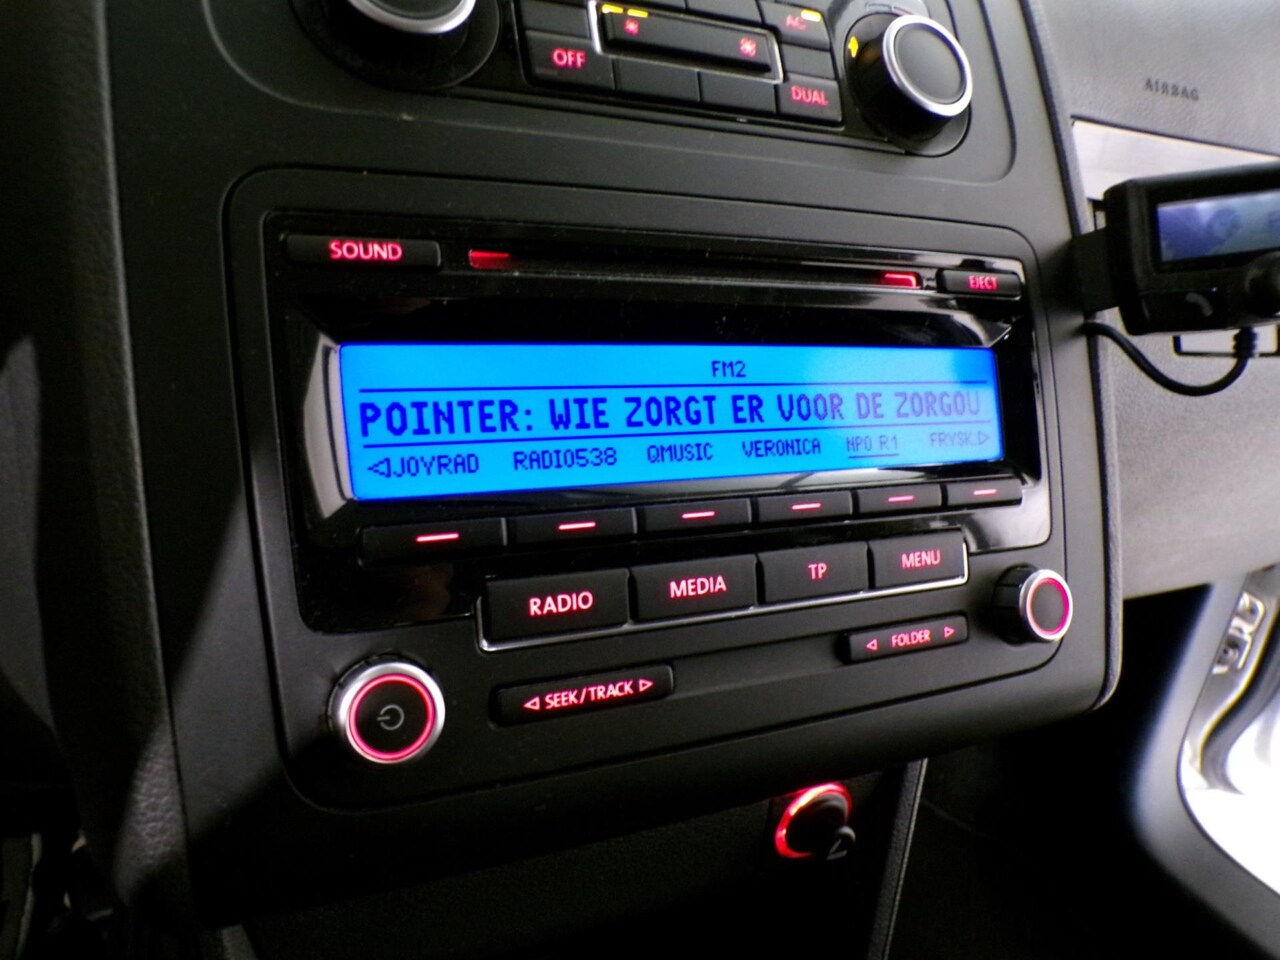 AC
OFF
DUAL
AIRBAG
SOUND
EJECT
FM2
POINTER: WIE ZORGT ER VOOR DE ZORGOU
◁JOYRAD RADIO538 QMUSIC VERONICA NPO R1 FRYSK▷
RADIO MEDIA TP MENU
◁ FOLDER ▷
◁ SEEK/TRACK ▷